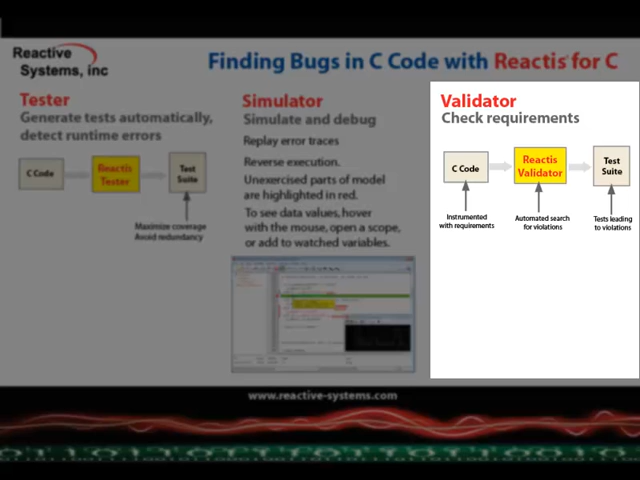 Reactive
Systems, inc
Finding Bugs in C Code with Reactis® for C
Tester
Generate tests automatically,
detect runtime errors
C Code
Reactis
Tester
Test
Suite
Maximize coverage
Avoid redundancy
Simulator
Simulate and debug
Replay error traces
Reverse execution.
Unexercised parts of model
are highlighted in red.
To see data values, hover
with the mouse, open a scope,
or add to watched variables.
Validator
Check requirements
C Code
Reactis
Validator
Test
Suite
Instrumented
with requirements
Automated search
for violations
Tests leading
to violations
www.reactive-systems.com